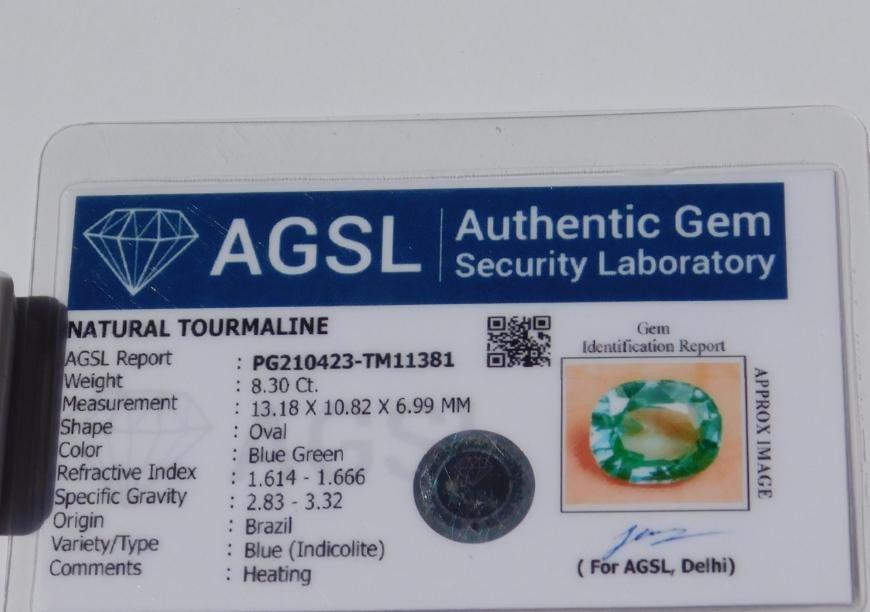 AGSL
Authentic Gem
Security Laboratory
NATURAL TOURMALINE
AGSL Report : PG210423-TM11381
Weight : 8.30 Ct.
Measurement : 13.18 X 10.82 X 6.99 MM
Shape : Oval
Color : Blue Green
Refractive Index : 1.614 - 1.666
Specific Gravity : 2.83 - 3.32
Origin : Brazil
Variety/Type : Blue (Indicolite)
Comments : Heating
Gem
Identification Report
APPROX IMAGE
( For AGSL, Delhi)